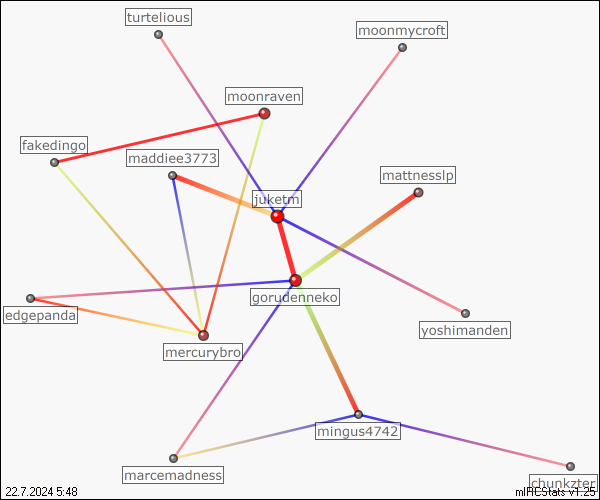 turtelious
moonmycroft
moonraven
fakedingo
maddiee3773
mattnesslp
juketm
gorudenneko
edgepanda
yoshimanden
mercurybro
mingus4742
marcemadness
chunkzter
22.7.2024 5:48
mIRCStats v1.25